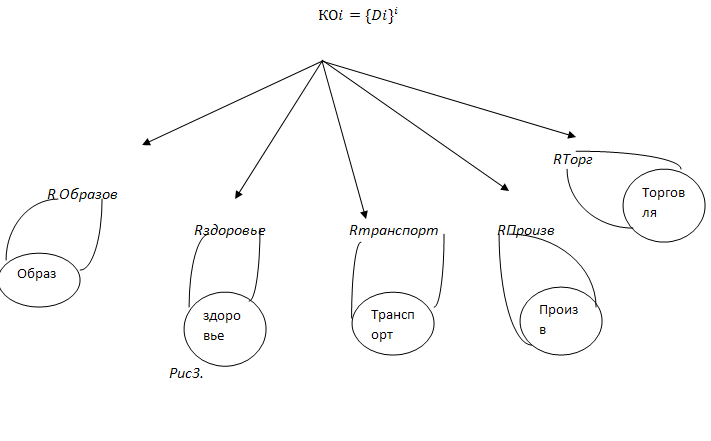 КОi = {Di}ⁱ
RТорг
Торгов
ля
R.Образов
Образ
Rздоровье
Rтранспорт
RПроизв
здоро
вье
Трансп
орт
Произ
в
Рис3.